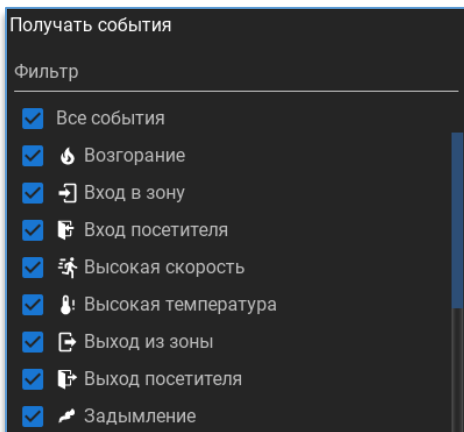 Получать события
Фильтр
Все события
Возгорание
Вход в зону
Вход посетителя
Высокая скорость
Высокая температура
Выход из зоны
Выход посетителя
Задымление